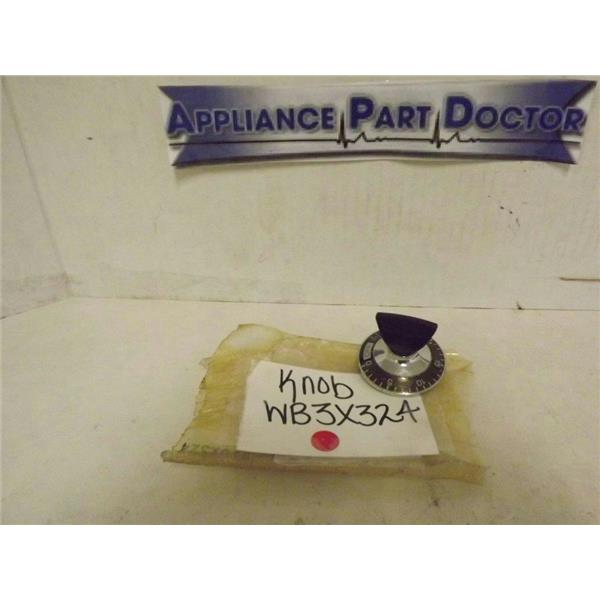 APPLIANCE PART DOCTOR
Knob
WB3X324